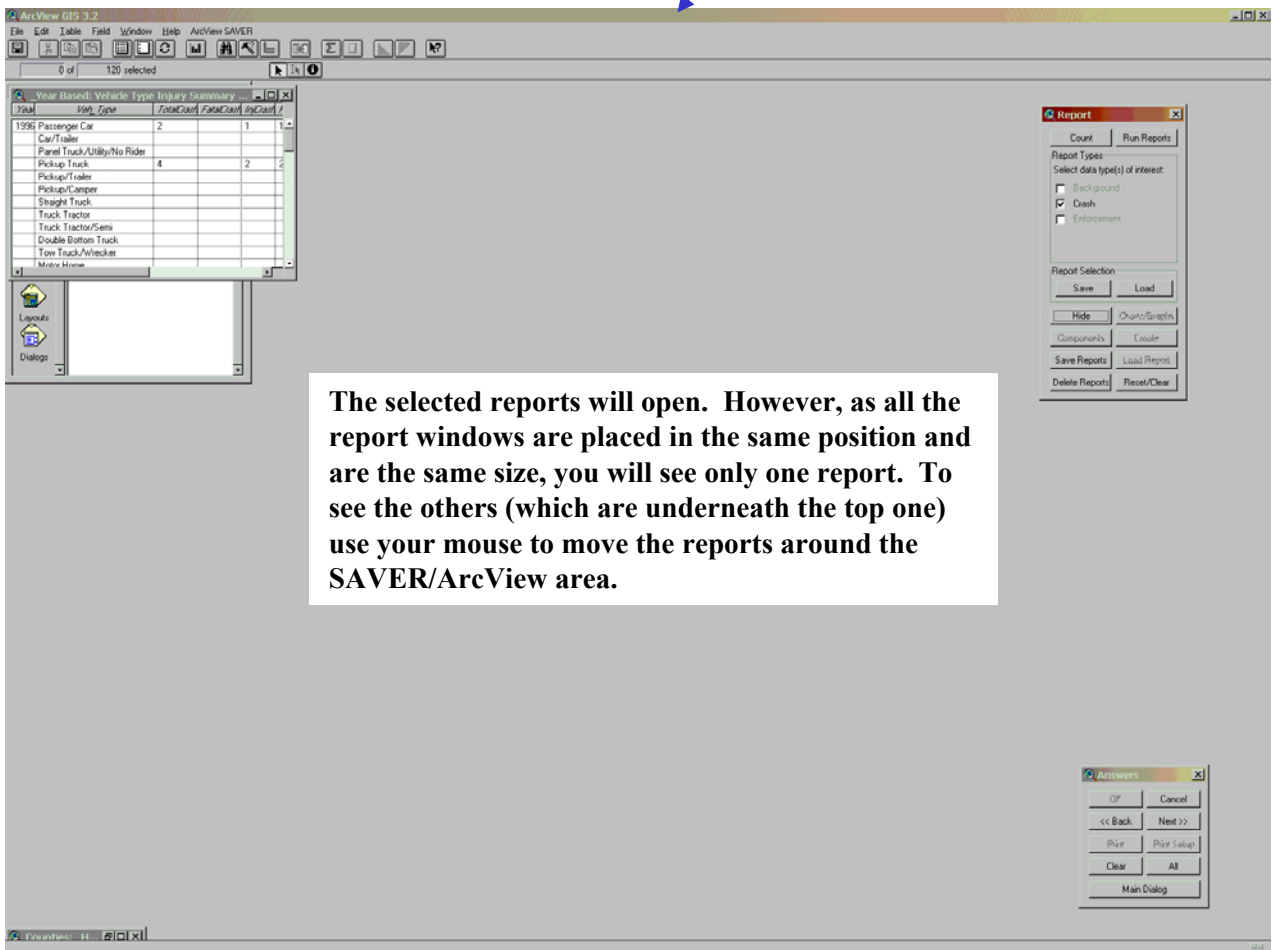 ArcView GIS 3.2
File Edit Table Field Window Help ArcView SAVER
0 of 120 selected
_Year Based: Vehicle Type Injury Summary ...
Year Veh_Type TotalCrash FatalCrash InjCrash
1996 Passenger Car 2 1 1
Car/Trailer
Panel Truck/Utility/No Rider
Pickup Truck 4 2 2
Pickup/Trailer
Pickup/Camper
Straight Truck
Truck Tractor
Truck Tractor/Semi
Double Bottom Truck
Tow Truck/Wrecker
Motor Home
Layouts
Dialogs
Report
Count Run Reports
Report Types
Select data type(s) of interest:
Background
Crash
Enforcement
Report Selection
Save Load
Hide Charts/Graphs
Components Create
Save Reports Load Report
Delete Reports Reset/Clear
The selected reports will open. However, as all the
report windows are placed in the same position and
are the same size, you will see only one report. To
see the others (which are underneath the top one)
use your mouse to move the reports around the
SAVER/ArcView area.
Answers
Cancel
<< Back Next >>
Print Print Setup
Clear All
Main Dialog
Counties: H...